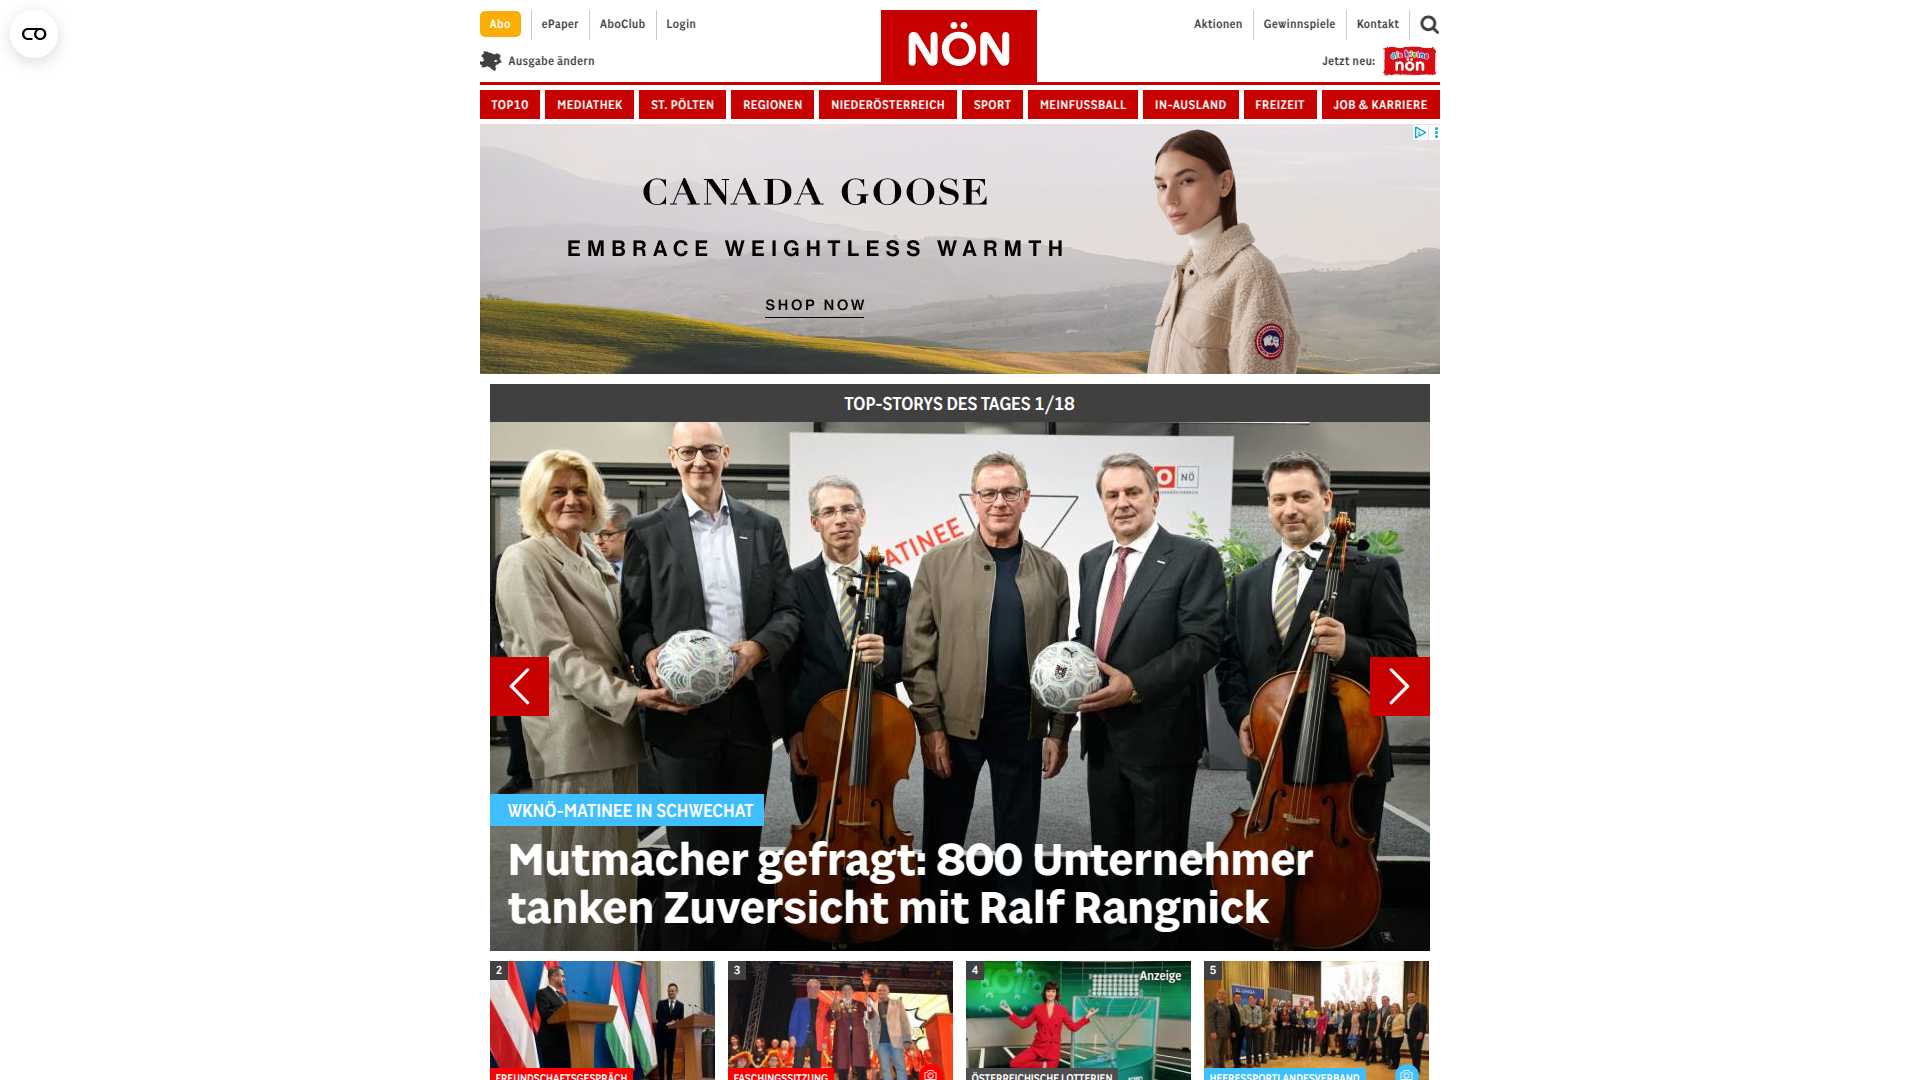 Abo
ePaper
AboClub
Login
NÖN
Aktionen
Gewinnspiele
Kontakt
Ausgabe ändern
Jetzt neu:
die kleine
nön
TOP10
MEDIATHEK
ST. PÖLTEN
REGIONEN
NIEDERÖSTERREICH
SPORT
MEINFUSSBALL
IN-AUSLAND
FREIZEIT
JOB & KARRIERE
CANADA GOOSE
EMBRACE WEIGHTLESS WARMTH
SHOP NOW
TOP-STORYS DES TAGES 1/18
NÖ
MATINEE
WKNÖ-MATINEE IN SCHWECHAT
Mutmacher gefragt: 800 Unternehmer
tanken Zuversicht mit Ralf Rangnick
2
3
4
Anzeige
5
FREUNDSCHAFTSGESPRÄCH
FASCHINGSSITZUNG
ÖSTERREICHISCHE LOTTERIEN
HEERESSPORTLANDESVERBAND